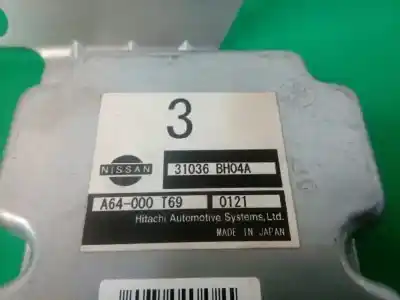 3
NISSAN
31036 BH04A
A64-000 T69 0121
Hitachi Automotive Systems, Ltd.
MADE IN JAPAN